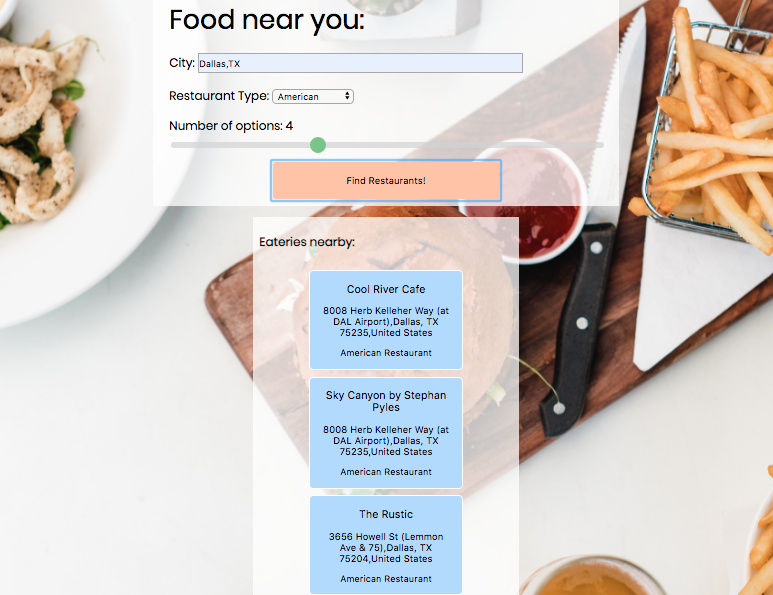 Food near you:
City: Dallas,TX
Restaurant Type: American
Number of options: 4
Find Restaurants!
Eateries nearby:
Cool River Cafe
8008 Herb Kelleher Way (at
DAL Airport),Dallas, TX
75235,United States
American Restaurant
Sky Canyon by Stephan
Pyles
8008 Herb Kelleher Way (at
DAL Airport),Dallas, TX
75235,United States
American Restaurant
The Rustic
3656 Howell St (Lemmon
Ave & 75),Dallas, TX
75204,United States
American Restaurant